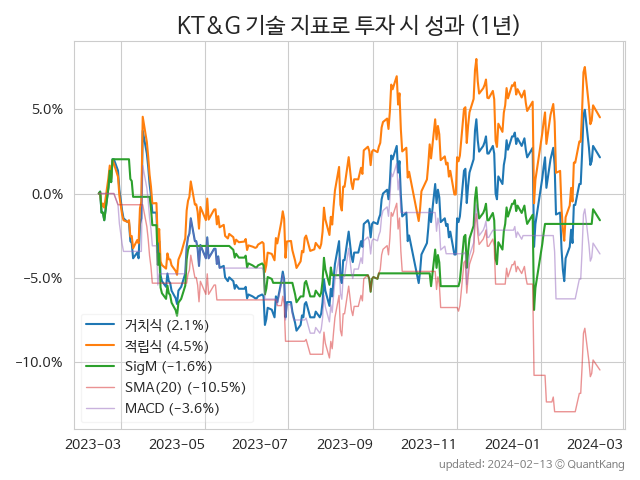 KT&G 기술 지표로 투자 시 성과 (1년)
5.0%
0.0%
−5.0%
−10.0%
거치식 (2.1%)
적립식 (4.5%)
SigM (−1.6%)
SMA(20) (−10.5%)
MACD (−3.6%)
2023-03 2023-05 2023-07 2023-09 2023-11 2024-01 2024-03
updated: 2024-02-13 © QuantKang